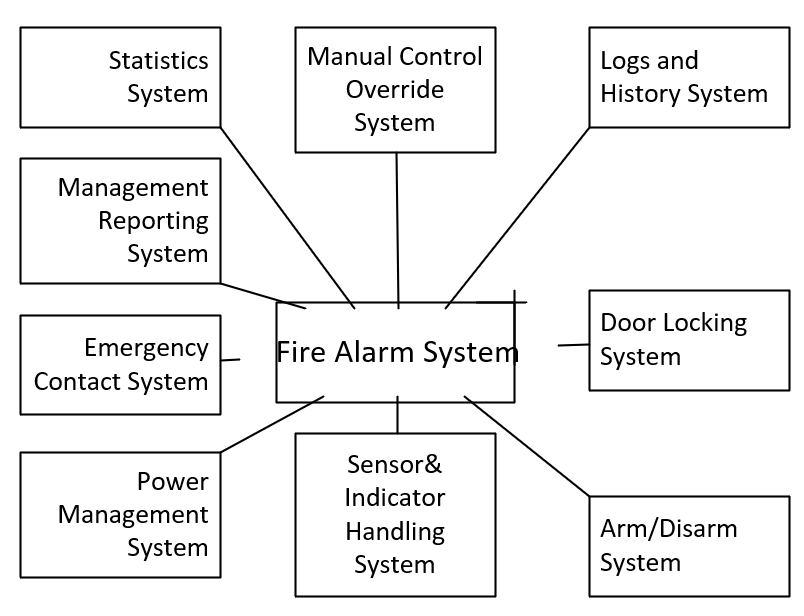 Statistics
System
Manual Control
Override
System
Logs and
History System
Management
Reporting
System
Emergency
Contact System
Fire Alarm System
Door Locking
System
Power
Management
System
Sensor&
Indicator
Handling
System
Arm/Disarm
System